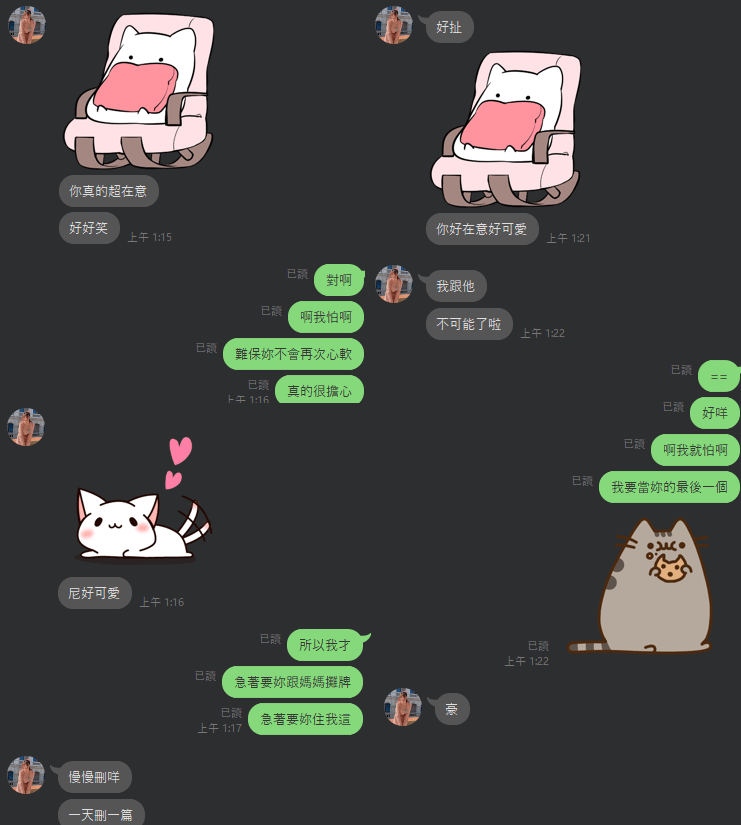 你真的超在意
好好笑
上午 1:15
已讀
對啊
已讀
啊我怕啊
已讀
難保妳不會再次心軟
已讀
上午 1:16
真的很擔心
尼好可愛
上午 1:16
已讀
所以我才
已讀
急著要妳跟媽媽攤牌
已讀
上午 1:17
急著要妳住我這
慢慢刪咩
一天刪一篇
好扯
你好在意好可愛
上午 1:21
我跟他
不可能了啦
上午 1:22
已讀
==
已讀
好咩
已讀
啊我就怕啊
已讀
我要當妳的最後一個
已讀
上午 1:22
豪